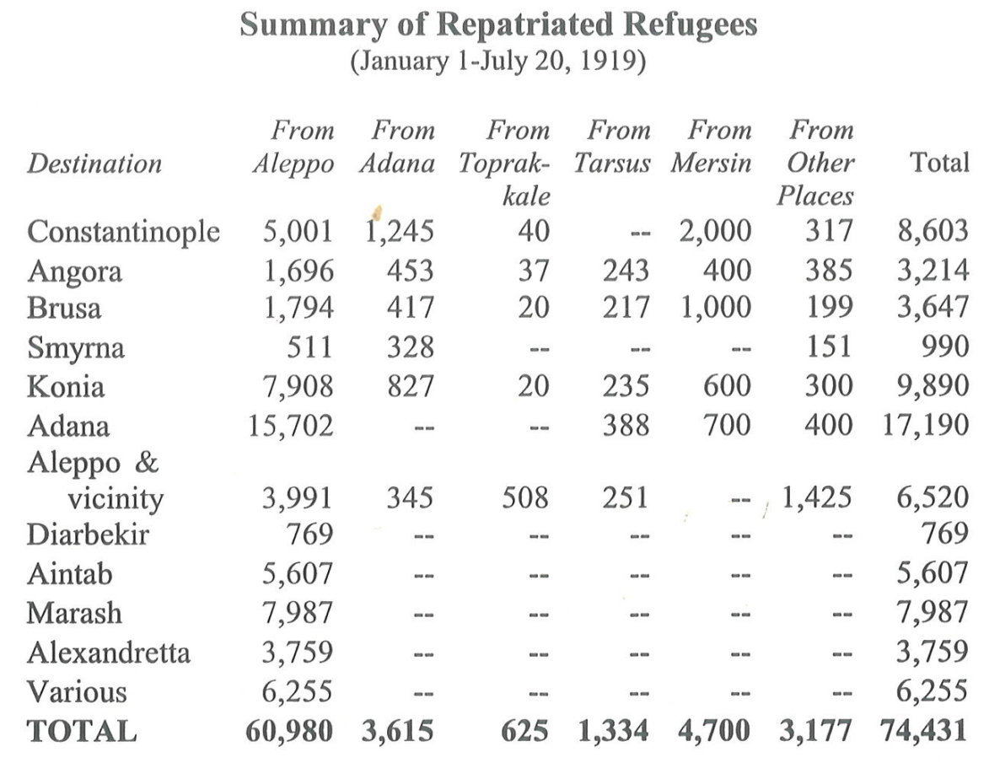 Summary of Repatriated Refugees
(January 1-July 20, 1919)
From From From From From From
Destination Aleppo Adana Toprak- Tarsus Mersin Other Total
kale Places
Constantinople 5,001 1,245 40 -- 2,000 317 8,603
Angora 1,696 453 37 243 400 385 3,214
Brusa 1,794 417 20 217 1,000 199 3,647
Smyrna 511 328 -- -- -- 151 990
Konia 7,908 827 20 235 600 300 9,890
Adana 15,702 -- -- 388 700 400 17,190
Aleppo &
vicinity 3,991 345 508 251 -- 1,425 6,520
Diarbekir 769 -- -- -- -- -- 769
Aintab 5,607 -- -- -- -- -- 5,607
Marash 7,987 -- -- -- -- -- 7,987
Alexandretta 3,759 -- -- -- -- -- 3,759
Various 6,255 -- -- -- -- -- 6,255
TOTAL 60,980 3,615 625 1,334 4,700 3,177 74,431